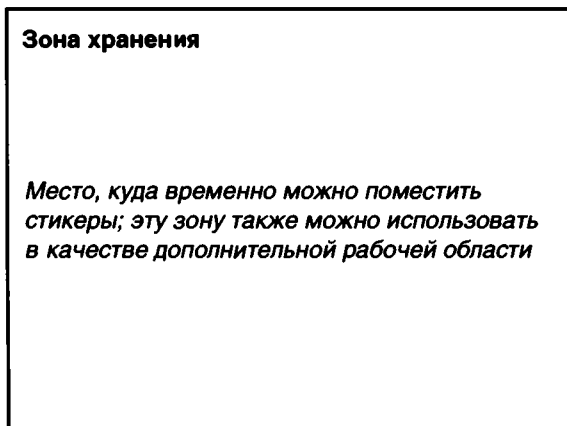 Зона хранения
Место, куда временно можно поместить
стикеры; эту зону также можно использовать
в качестве дополнительной рабочей области